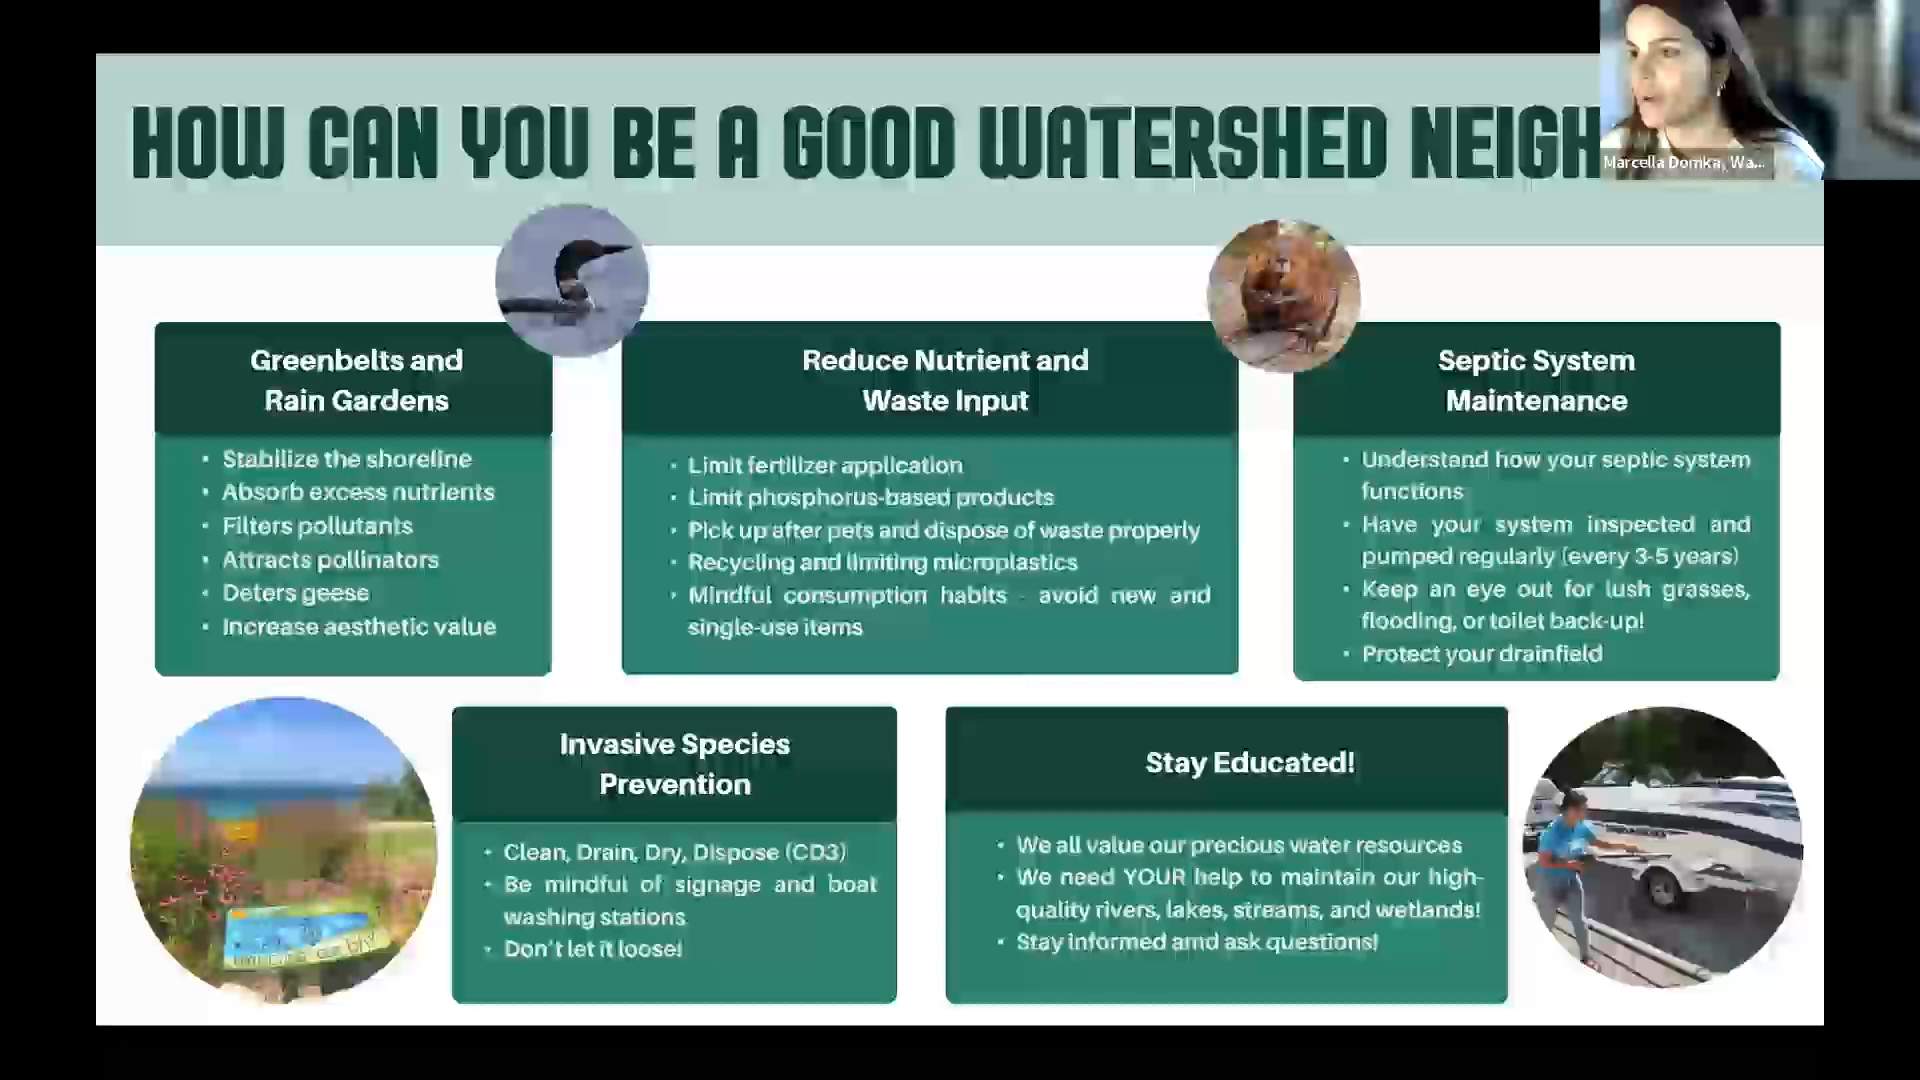 HOW CAN YOU BE A GOOD WATERSHED NEIGH
Marcella Domka, Wa...
Greenbelts and
Rain Gardens
• Stabilize the shoreline
• Absorb excess nutrients
• Filters pollutants
• Attracts pollinators
• Deters geese
• Increase aesthetic value
Reduce Nutrient and
Waste Input
• Limit fertilizer application
• Limit phosphorus-based products
• Pick up after pets and dispose of waste properly
• Recycling and limiting microplastics
• Mindful consumption habits - avoid new and
single-use items
Septic System
Maintenance
• Understand how your septic system
functions
• Have your system inspected and
pumped regularly (every 3-5 years)
• Keep an eye out for lush grasses,
flooding, or toilet back-up!
• Protect your drainfield
Invasive Species
Prevention
• Clean, Drain, Dry, Dispose (CD3)
• Be mindful of signage and boat
washing stations
• Don't let it loose!
Stay Educated!
• We all value our precious water resources
• We need YOUR help to maintain our high-
quality rivers, lakes, streams, and wetlands!
• Stay informed amd ask questions!